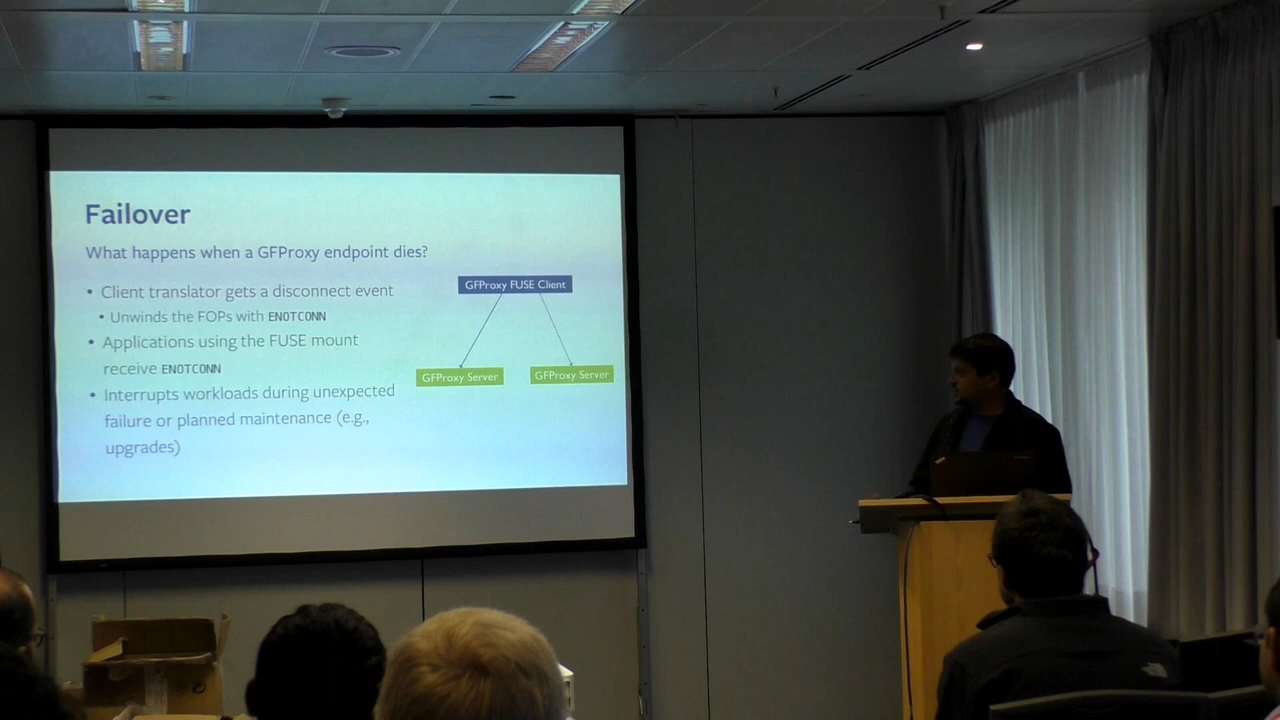 Failover
What happens when a GFProxy endpoint dies?
• Client translator gets a disconnect event
• Unwinds the FOPs with ENOTCONN
• Applications using the FUSE mount
receive ENOTCONN
• Interrupts workloads during unexpected
failure or planned maintenance (e.g.,
upgrades)
GFProxy FUSE Client
GFProxy Server
GFProxy Server